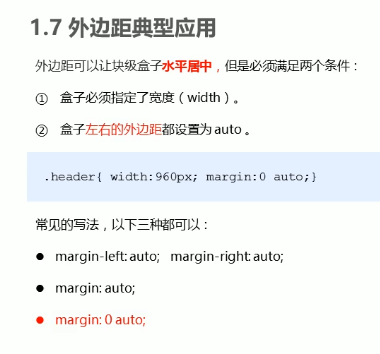 1.7 外边距典型应用
外边距可以让块级盒子水平居中，但是必须满足两个条件：
① 盒子必须指定了宽度（width）。
② 盒子左右的外边距都设置为 auto 。
.header{ width:960px; margin:0 auto;}
常见的写法，以下三种都可以：
● margin-left: auto; margin-right: auto;
● margin: auto;
● margin: 0 auto;